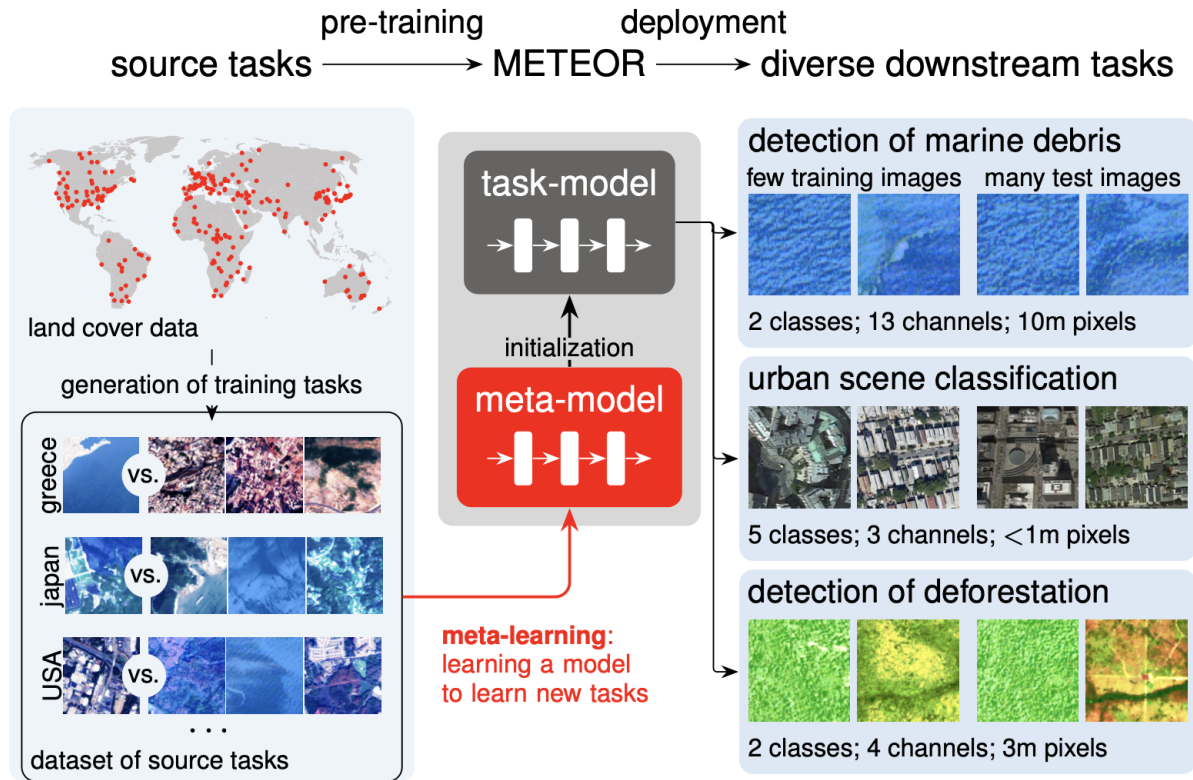 pre-training
deployment
source tasks
METEOR
diverse downstream tasks
land cover data
generation of training tasks
greece
vs.
japan
vs.
USA
vs.
. . .
dataset of source tasks
task-model
initialization
meta-model
meta-learning:
learning a model
to learn new tasks
detection of marine debris
few training images
many test images
2 classes; 13 channels; 10m pixels
urban scene classification
5 classes; 3 channels; <1m pixels
detection of deforestation
2 classes; 4 channels; 3m pixels